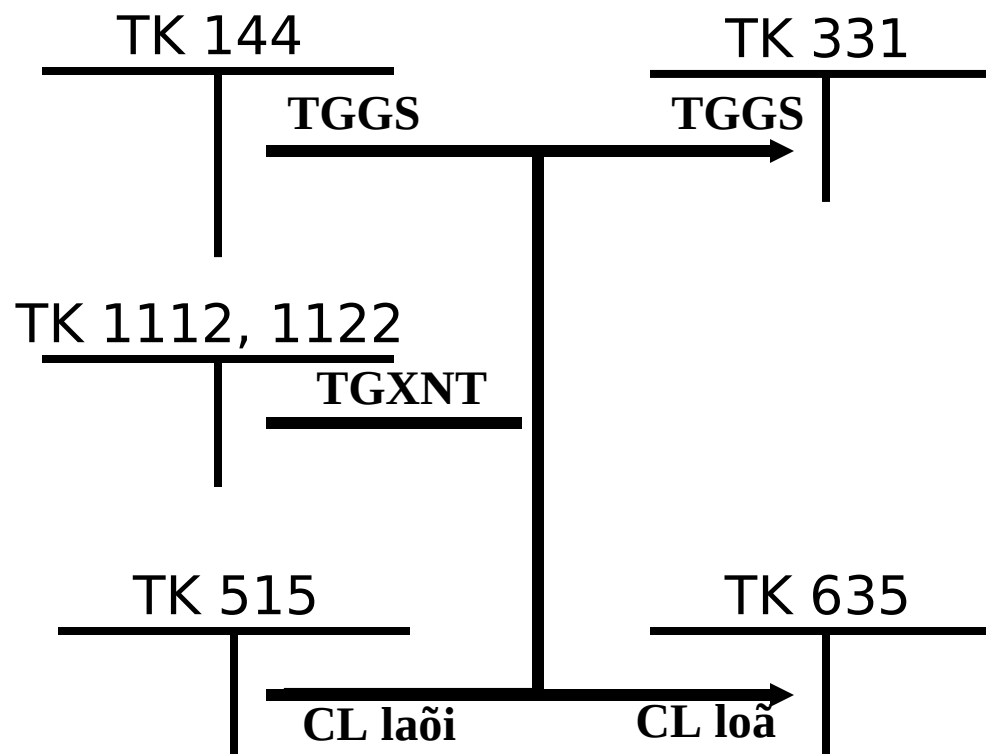 TK 144
TK 331
TGGS
TGGS
TK 1112, 1122
TGXNT
TK 515
TK 635
CL laõi
CL loã